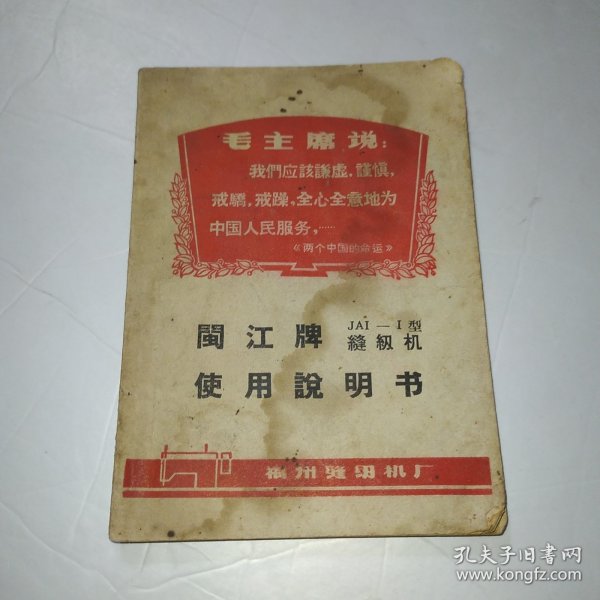 毛主席说：
我們应該謙虚，謹慎，
戒驕，戒躁，全心全意地为
中国人民服务，……
《两个中国的命运》
閩江牌 JAI—I型 縫紉机
使用說明书
福州縫紉机厂
孔夫子旧书网
www.kongfz.com